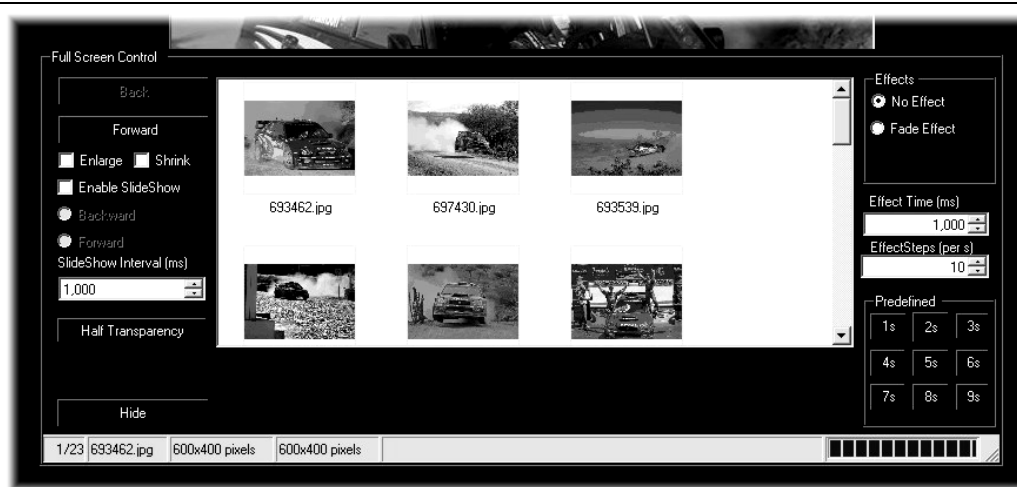 Full Screen Control
Back
Forward
Enlarge Shrink
Enable SlideShow
Backward
Forward
SlideShow Interval (ms)
1,000
Half Transparency
Hide
693462.jpg 697430.jpg 693539.jpg
Effects
No Effect
Fade Effect
Effect Time (ms)
1,000
EffectSteps (per s)
10
Predefined
1s 2s 3s
4s 5s 6s
7s 8s 9s
1/23 693462.jpg 600x400 pixels 600x400 pixels